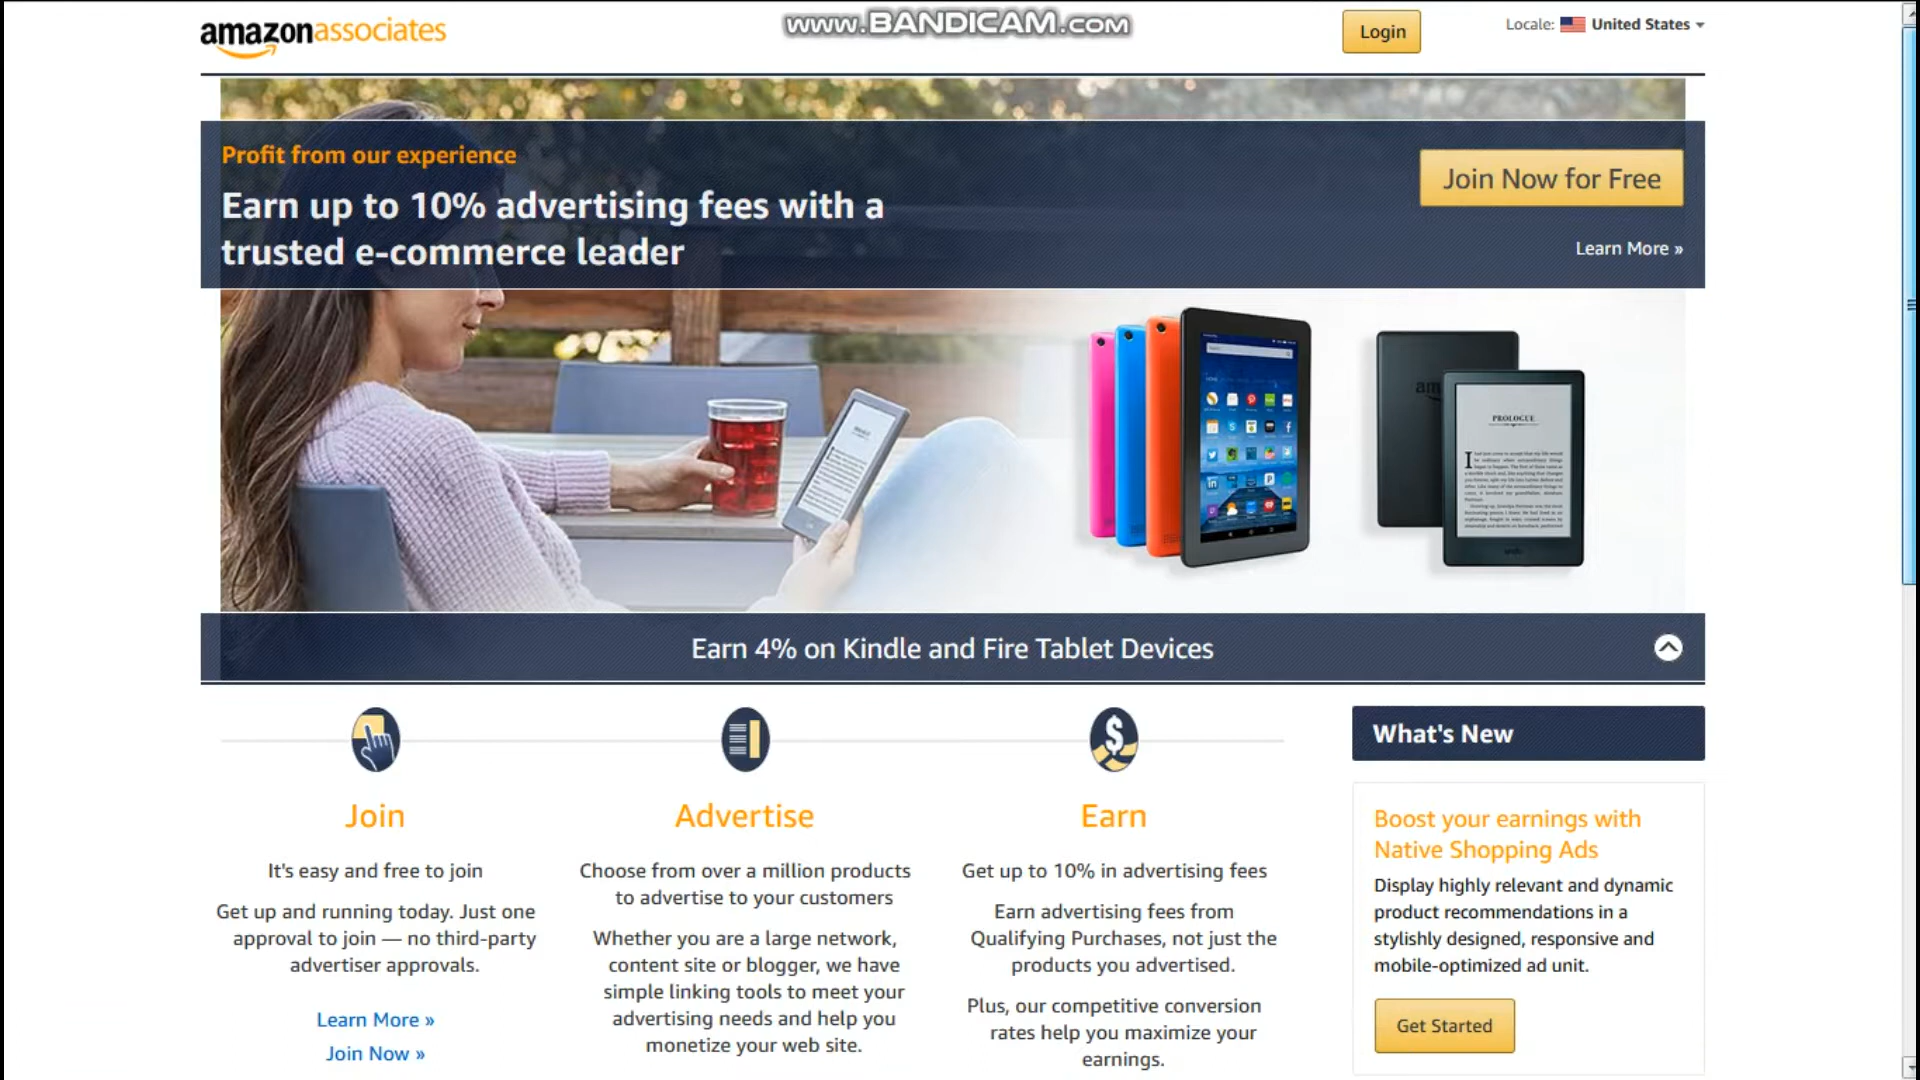 amazonassociates
www.BANDICAM.com
Login
Locale: United States
Profit from our experience
Earn up to 10% advertising fees with a
trusted e-commerce leader
Join Now for Free
Learn More »
PROLOGUE
Earn 4% on Kindle and Fire Tablet Devices
Join
It's easy and free to join
Get up and running today. Just one
approval to join — no third-party
advertiser approvals.
Learn More »
Join Now »
Advertise
Choose from over a million products
to advertise to your customers
Whether you are a large network,
content site or blogger, we have
simple linking tools to meet your
advertising needs and help you
monetize your web site.
Earn
Get up to 10% in advertising fees
Earn advertising fees from
Qualifying Purchases, not just the
products you advertised.
Plus, our competitive conversion
rates help you maximize your
earnings.
What's New
Boost your earnings with
Native Shopping Ads
Display highly relevant and dynamic
product recommendations in a
stylishly designed, responsive and
mobile-optimized ad unit.
Get Started